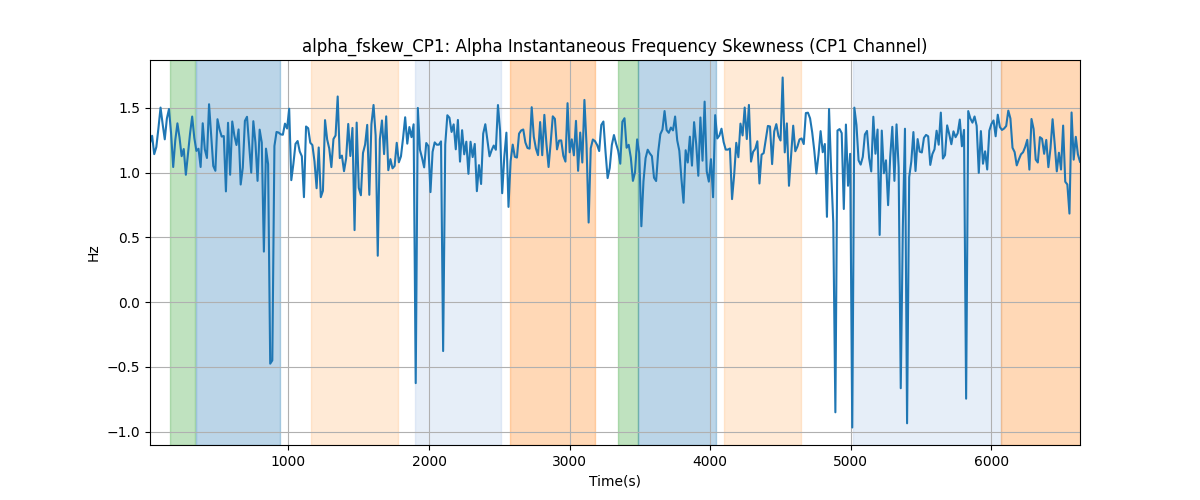 alpha_fskew_CP1: Alpha Instantaneous Frequency Skewness (CP1 Channel)
1.5
1.0
0.5
0.0
−0.5
−1.0
Hz
1000 2000 3000 4000 5000 6000
Time(s)